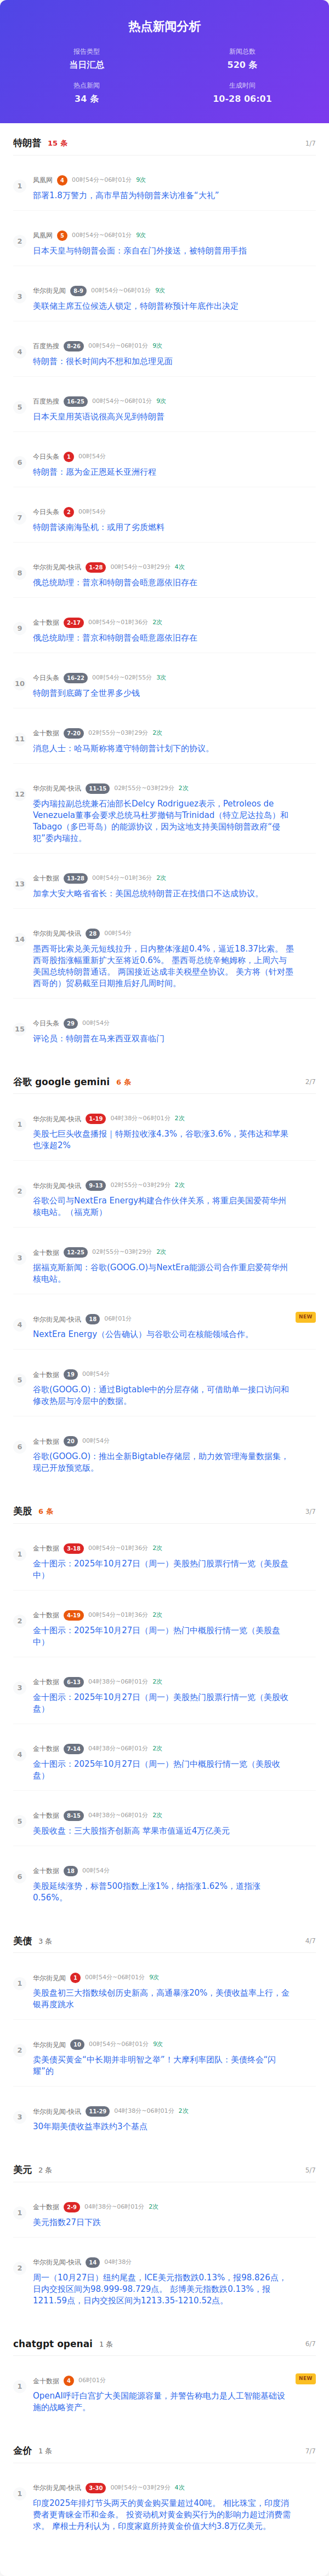 热点新闻分析
报告类型
当日汇总
新闻总数
520 条
热点新闻
34 条
生成时间
10-28 06:01
特朗普 15 条 1/7
1
凤凰网 4 00时54分~06时01分 9次
部署1.8万警力，高市早苗为特朗普来访准备“大礼”
2
凤凰网 5 00时54分~06时01分 9次
日本天皇与特朗普会面：亲自在门外接送，被特朗普用手指
3
华尔街见闻 8-9 00时54分~06时01分 9次
美联储主席五位候选人锁定，特朗普称预计年底作出决定
4
百度热搜 8-26 00时54分~06时01分 9次
特朗普：很长时间内不想和加总理见面
5
百度热搜 16-25 00时54分~06时01分 9次
日本天皇用英语说很高兴见到特朗普
6
今日头条 1 00时54分
特朗普：愿为金正恩延长亚洲行程
7
今日头条 2 00时54分
特朗普谈南海坠机：或用了劣质燃料
8
华尔街见闻-快讯 1-28 00时54分~03时29分 4次
俄总统助理：普京和特朗普会晤意愿依旧存在
9
金十数据 2-17 00时54分~01时36分 2次
俄总统助理：普京和特朗普会晤意愿依旧存在
10
今日头条 16-22 00时54分~02时55分 3次
特朗普到底薅了全世界多少钱
11
金十数据 7-20 02时55分~03时29分 2次
消息人士：哈马斯称将遵守特朗普计划下的协议。
12
华尔街见闻-快讯 11-15 02时55分~03时29分 2次
委内瑞拉副总统兼石油部长Delcy Rodriguez表示，Petroleos de
Venezuela董事会要求总统马杜罗撤销与Trinidad（特立尼达拉岛）和
Tabago（多巴哥岛）的能源协议，因为这地支持美国特朗普政府“侵
犯”委内瑞拉。
13
金十数据 13-28 00时54分~01时36分 2次
加拿大安大略省省长：美国总统特朗普正在找借口不达成协议。
14
华尔街见闻-快讯 28 00时54分
墨西哥比索兑美元短线拉升，日内整体涨超0.4%，逼近18.37比索。 墨
西哥股指涨幅重新扩大至将近0.6%。 墨西哥总统辛鲍姆称，上周六与
美国总统特朗普通话。 两国接近达成非关税壁垒协议。 美方将（针对墨
西哥的）贸易截至日期推后好几周时间。
15
今日头条 29 00时54分
评论员：特朗普在马来西亚双喜临门
谷歌 google gemini 6 条 2/7
1
华尔街见闻-快讯 1-19 04时38分~06时01分 2次
美股七巨头收盘播报｜特斯拉收涨4.3%，谷歌涨3.6%，英伟达和苹果
也涨超2%
2
华尔街见闻-快讯 9-13 02时55分~03时29分 2次
谷歌公司与NextEra Energy构建合作伙伴关系，将重启美国爱荷华州
核电站。（福克斯）
3
金十数据 12-25 02时55分~03时29分 2次
据福克斯新闻：谷歌(GOOG.O)与NextEra能源公司合作重启爱荷华州
核电站。
4
华尔街见闻-快讯 18 06时01分 NEW
NextEra Energy（公告确认）与谷歌公司在核能领域合作。
5
金十数据 19 00时54分
谷歌(GOOG.O)：通过Bigtable中的分层存储，可借助单一接口访问和
修改热层与冷层中的数据。
6
金十数据 20 00时54分
谷歌(GOOG.O)：推出全新Bigtable存储层，助力效管理海量数据集，
现已开放预览版。
美股 6 条 3/7
1
金十数据 3-18 00时54分~01时36分 2次
金十图示：2025年10月27日（周一）美股热门股票行情一览（美股盘
中）
2
金十数据 4-19 00时54分~01时36分 2次
金十图示：2025年10月27日（周一）热门中概股行情一览（美股盘
中）
3
金十数据 6-13 04时38分~06时01分 2次
金十图示：2025年10月27日（周一）美股热门股票行情一览（美股收
盘）
4
金十数据 7-14 04时38分~06时01分 2次
金十图示：2025年10月27日（周一）热门中概股行情一览（美股收
盘）
5
金十数据 8-15 04时38分~06时01分 2次
美股收盘：三大股指齐创新高 苹果市值逼近4万亿美元
6
金十数据 18 00时54分
美股延续涨势，标普500指数上涨1%，纳指涨1.62%，道指涨
0.56%。
美债 3 条 4/7
1
华尔街见闻 1 00时54分~06时01分 9次
美股盘初三大指数续创历史新高，高通暴涨20%，美债收益率上行，金
银再度跳水
2
华尔街见闻 10 00时54分~06时01分 9次
卖美债买黄金“中长期并非明智之举”！大摩利率团队：美债终会“闪
耀”的
3
华尔街见闻-快讯 11-29 04时38分~06时01分 2次
30年期美债收益率跌约3个基点
美元 2 条 5/7
1
金十数据 2-9 04时38分~06时01分 2次
美元指数27日下跌
2
华尔街见闻-快讯 14 04时38分
周一（10月27日）纽约尾盘，ICE美元指数跌0.13%，报98.826点，
日内交投区间为98.999-98.729点。 彭博美元指数跌0.13%，报
1211.59点，日内交投区间为1213.35-1210.52点。
chatgpt openai 1 条 6/7
1
金十数据 4 06时01分 NEW
OpenAI呼吁白宫扩大美国能源容量，并警告称电力是人工智能基础设
施的战略资产。
金价 1 条 7/7
1
华尔街见闻-快讯 3-30 00时54分~03时29分 4次
印度2025年排灯节头两天的黄金购买量超过40吨。 相比珠宝，印度消
费者更青睐金币和金条。 投资动机对黄金购买行为的影响力超过消费需
求。 摩根士丹利认为，印度家庭所持黄金价值大约3.8万亿美元。